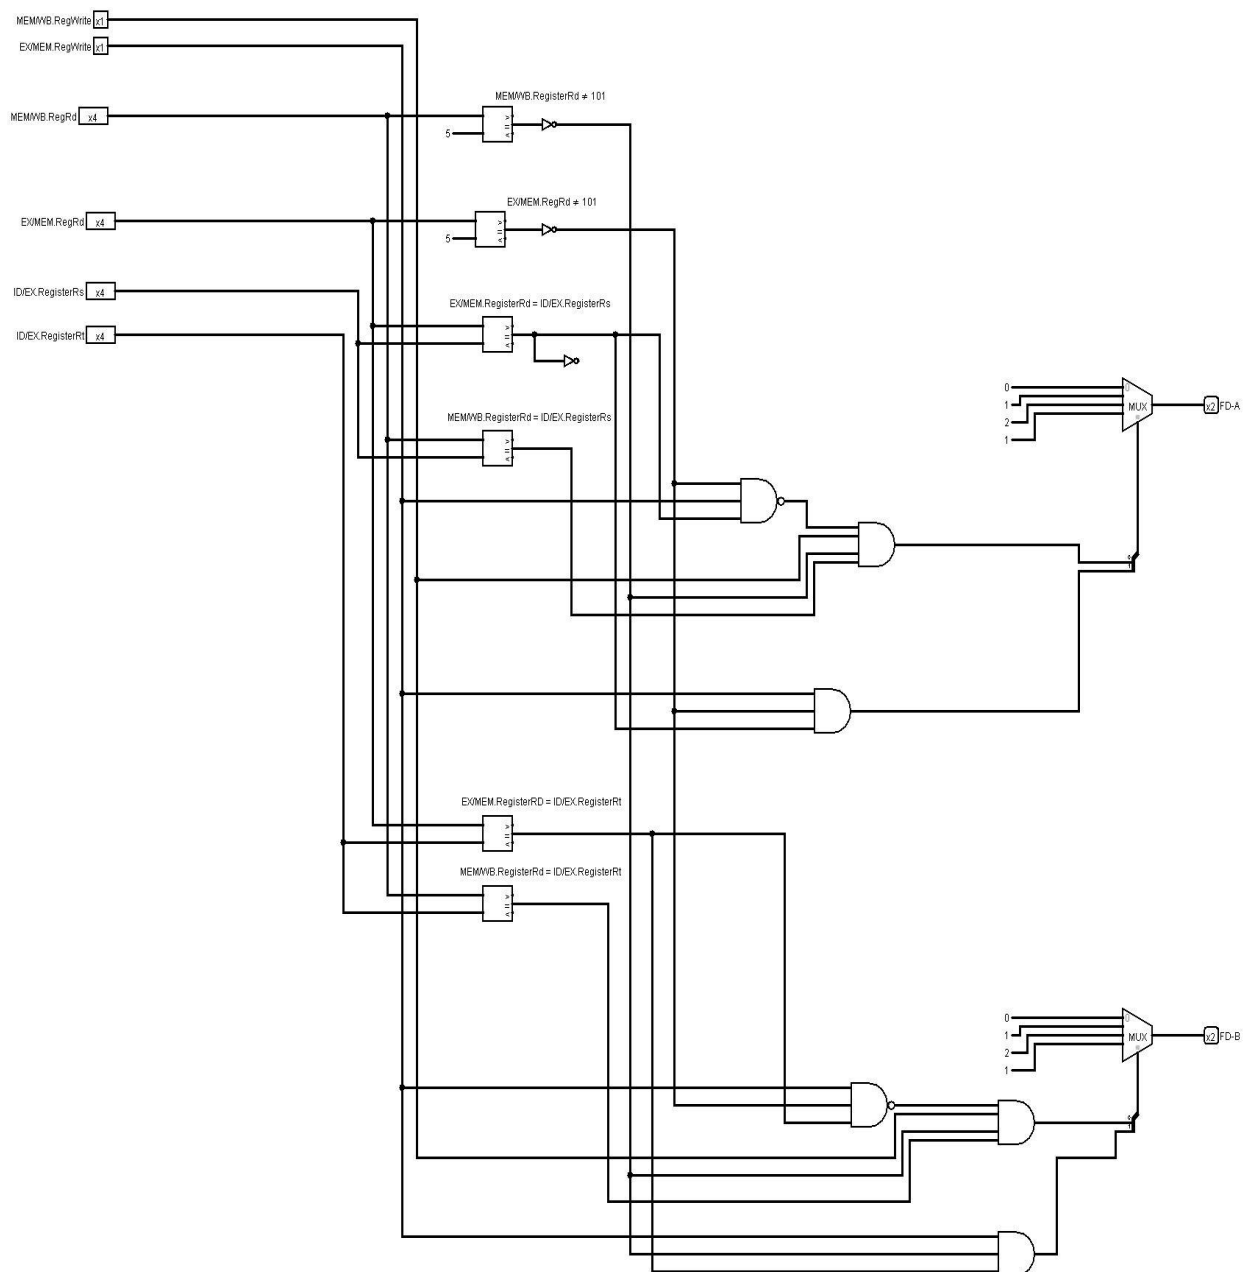 MEM/WB.RegWrite x1
EX/MEM.RegWrite x1
MEM/WB.RegisterRd ≠ 101
MEM/WB.RegRd x4
>
=
<
5
EX/MEM.RegRd ≠ 101
EX/MEM.RegRd x4
>
=
<
5
ID/EX.RegisterRs x4
EX/MEM.RegisterRd = ID/EX.RegisterRs
ID/EX.RegisterRt x4
>
=
<
0
1
2
1
0
MUX
x2 FD-A
MEM/WB.RegisterRd = ID/EX.RegisterRs
>
=
<
EX/MEM.RegisterRD = ID/EX.RegisterRt
>
=
<
MEM/WB.RegisterRd = ID/EX.RegisterRt
>
=
<
0
1
2
1
0
MUX
x2 FD-B